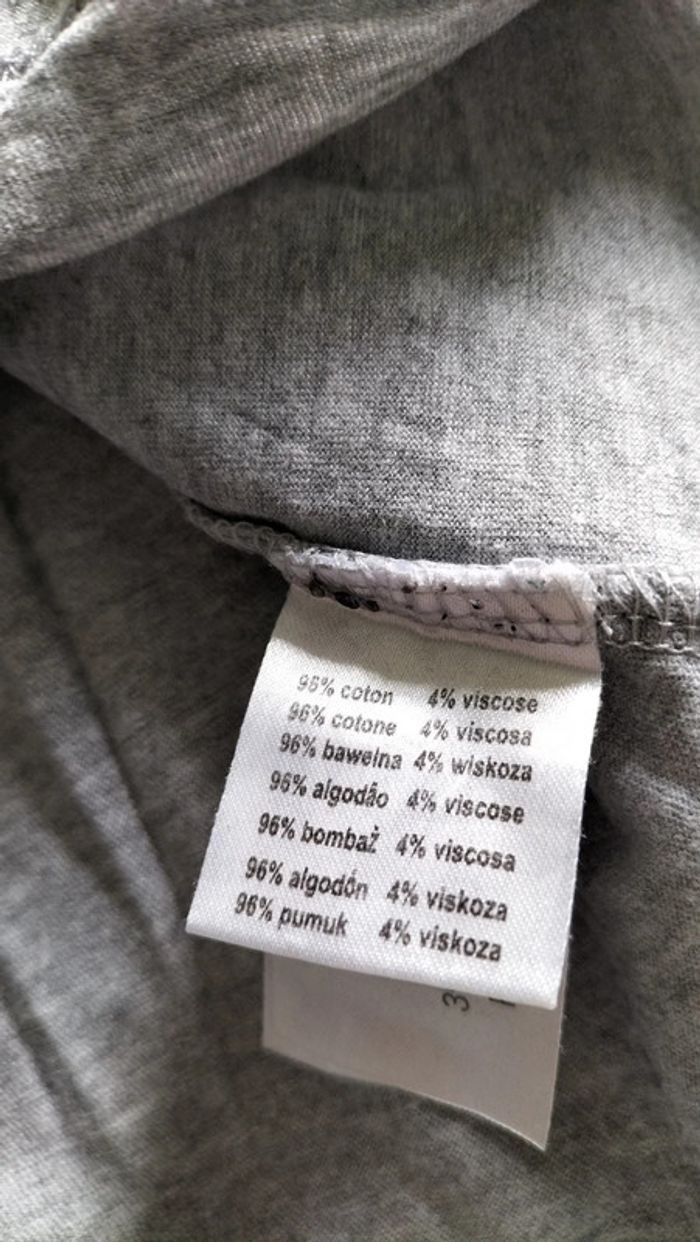 96% coton 4% viscose
96% cotone 4% viscosa
96% bawełna 4% wiskoza
96% algodão 4% viscose
96% bombaž 4% viscosa
96% algodón 4% viskoza
96% pumuk 4% viskoza
3